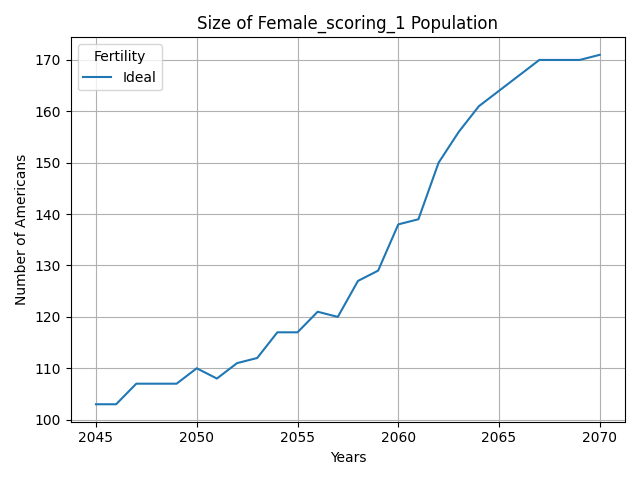 Size of Female_scoring_1 Population
Fertility
Ideal
Number of Americans
170
160
150
140
130
120
110
100
2045 2050 2055 2060 2065 2070
Years